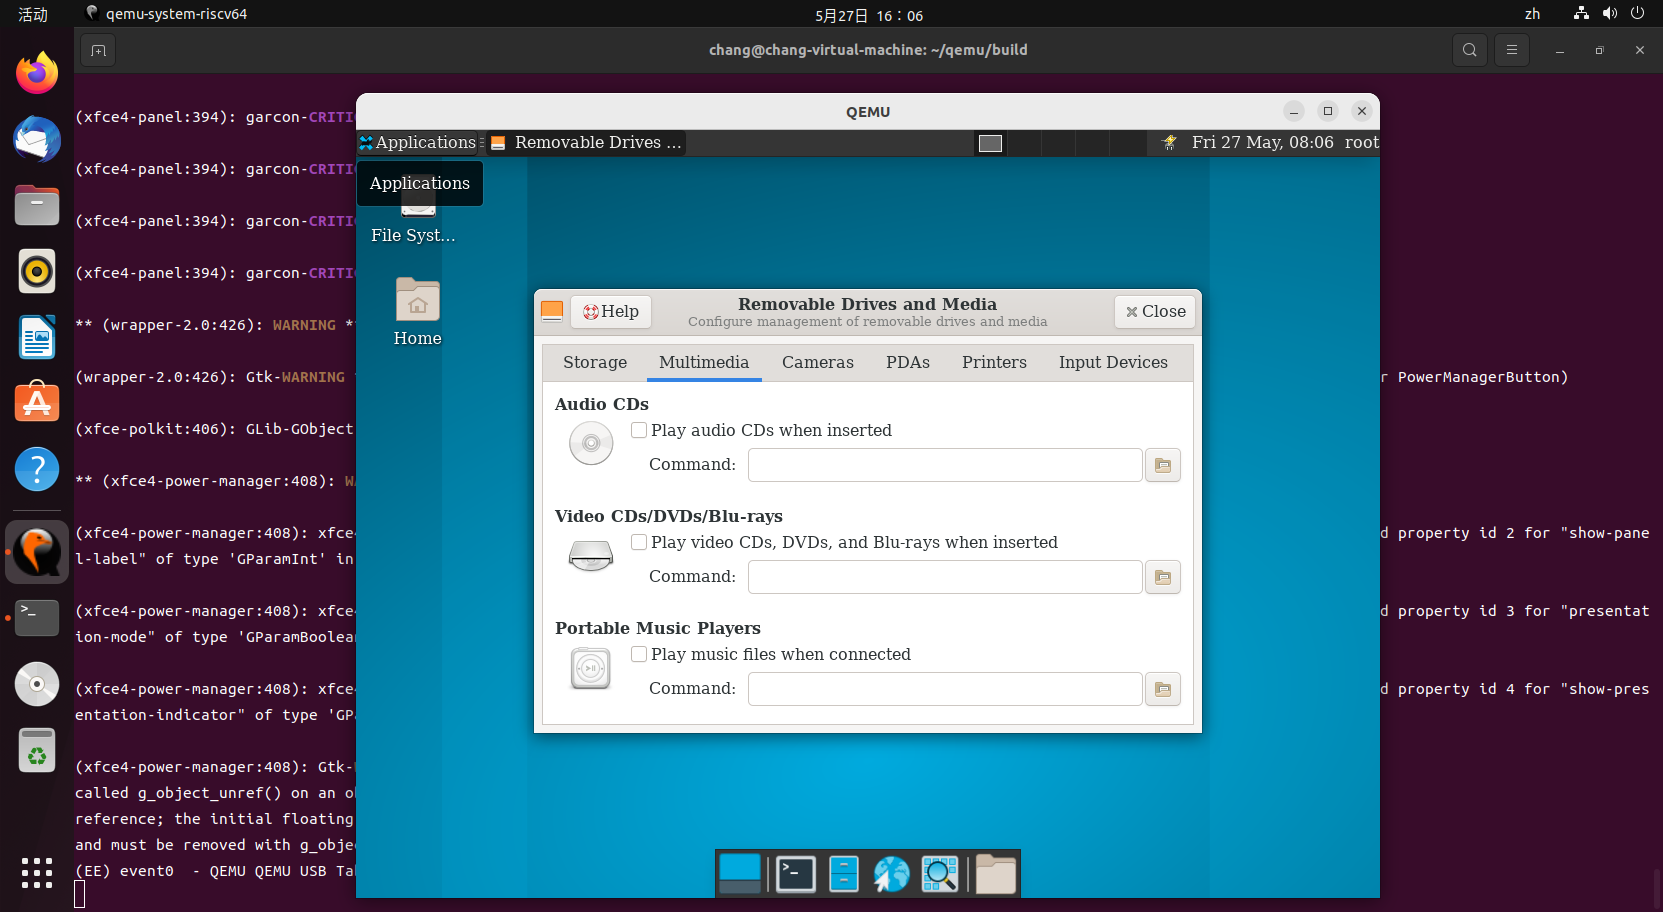 活动
qemu-system-riscv64
5月27日 16：06
zh
chang@chang-virtual-machine: ~/qemu/build
(xfce4-panel:394): garcon-CRITI
(xfce4-panel:394): garcon-CRITI
(xfce4-panel:394): garcon-CRITI
(xfce4-panel:394): garcon-CRITI
** (wrapper-2.0:426): WARNING *
(wrapper-2.0:426): Gtk-WARNING
r PowerManagerButton)
(xfce-polkit:406): GLib-GObject
** (xfce4-power-manager:408): W
(xfce4-power-manager:408): xfce
d property id 2 for "show-pane
l-label" of type 'GParamInt' in
(xfce4-power-manager:408): xfce
d property id 3 for "presentat
ion-mode" of type 'GParamBoolea
(xfce4-power-manager:408): xfce
d property id 4 for "show-pres
entation-indicator" of type 'GP
(xfce4-power-manager:408): Gtk-
called g_object_unref() on an o
reference; the initial floating
and must be removed with g_obje
(EE) event0  - QEMU QEMU USB Ta
QEMU
Applications
Removable Drives ...
Fri 27 May, 08:06
root
Applications
File Syst...
Home
Help
Removable Drives and Media
Configure management of removable drives and media
Close
Storage
Multimedia
Cameras
PDAs
Printers
Input Devices
Audio CDs
Play audio CDs when inserted
Command:
Video CDs/DVDs/Blu-rays
Play video CDs, DVDs, and Blu-rays when inserted
Command:
Portable Music Players
Play music files when connected
Command: